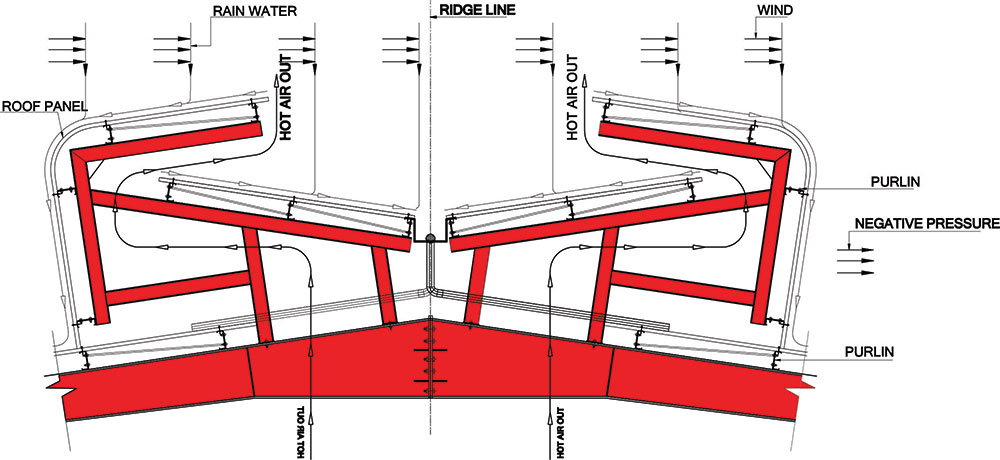 RAIN WATER
RIDGE LINE
WIND
HOT AIR OUT
HOT AIR OUT
ROOF PANEL
PURLIN
NEGATIVE PRESSURE
PURLIN
HOT AIR OUT
HOT AIR OUT